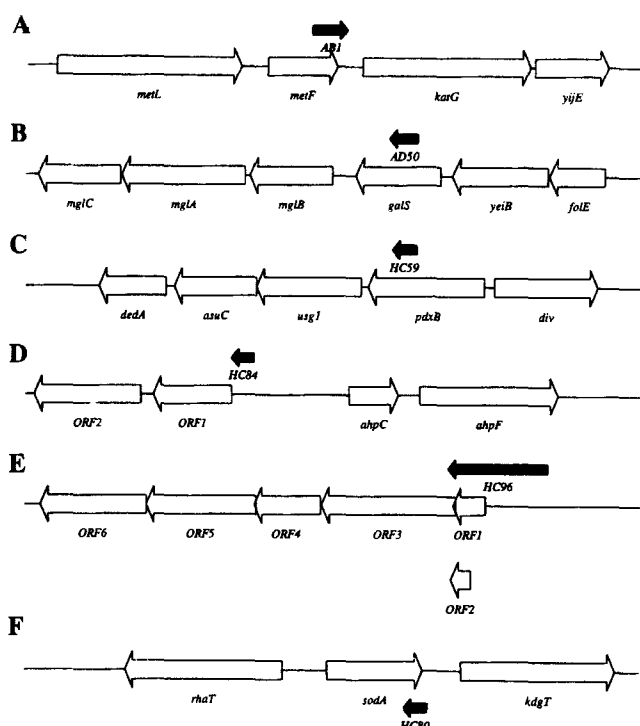 A
AB1
metL metF katG yijE
B
AD50
mglC mglA mglB galS yeiB folE
C
HC59
dedA asuC usg1 pdxB div
D
HC84
ORF2 ORF1 ahpC ahpF
E
HC96
ORF6 ORF5 ORF4 ORF3 ORF1
ORF2
F
rhaT sodA kdgT
HC80